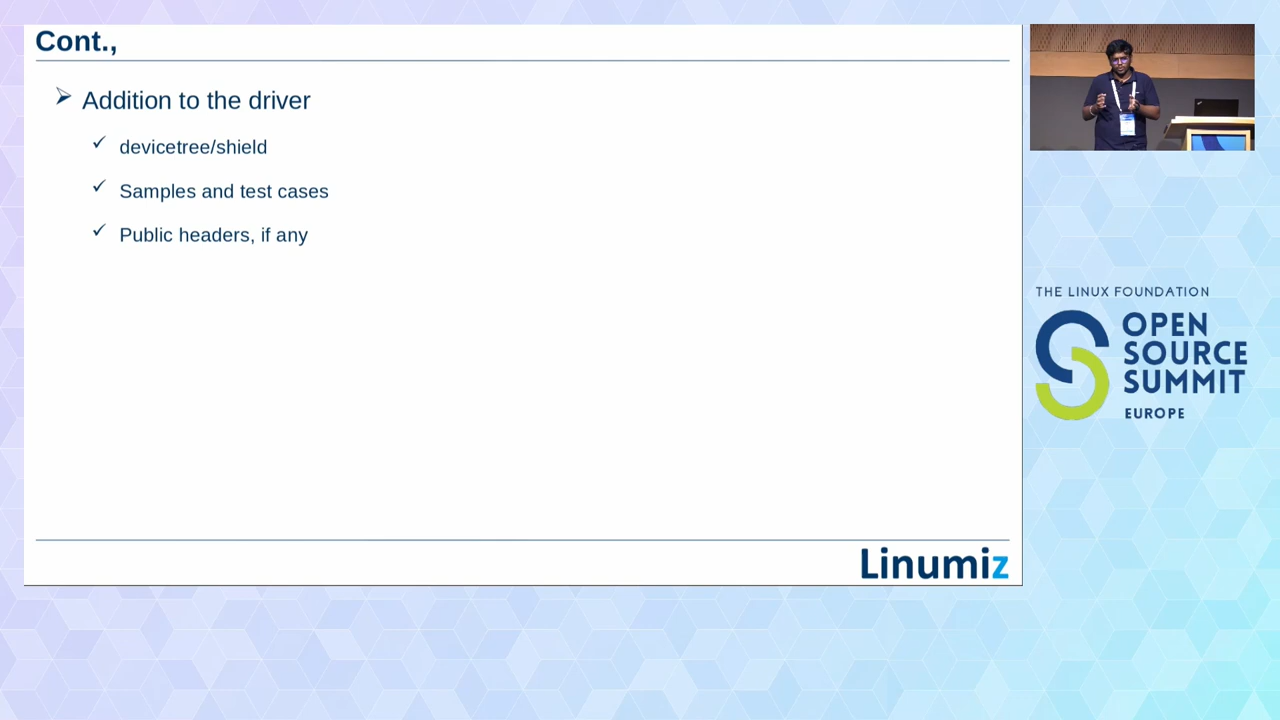 Cont.,
Addition to the driver
devicetree/shield
Samples and test cases
Public headers, if any
Linumiz
THE LINUX FOUNDATION
OPEN
SOURCE
SUMMIT
EUROPE